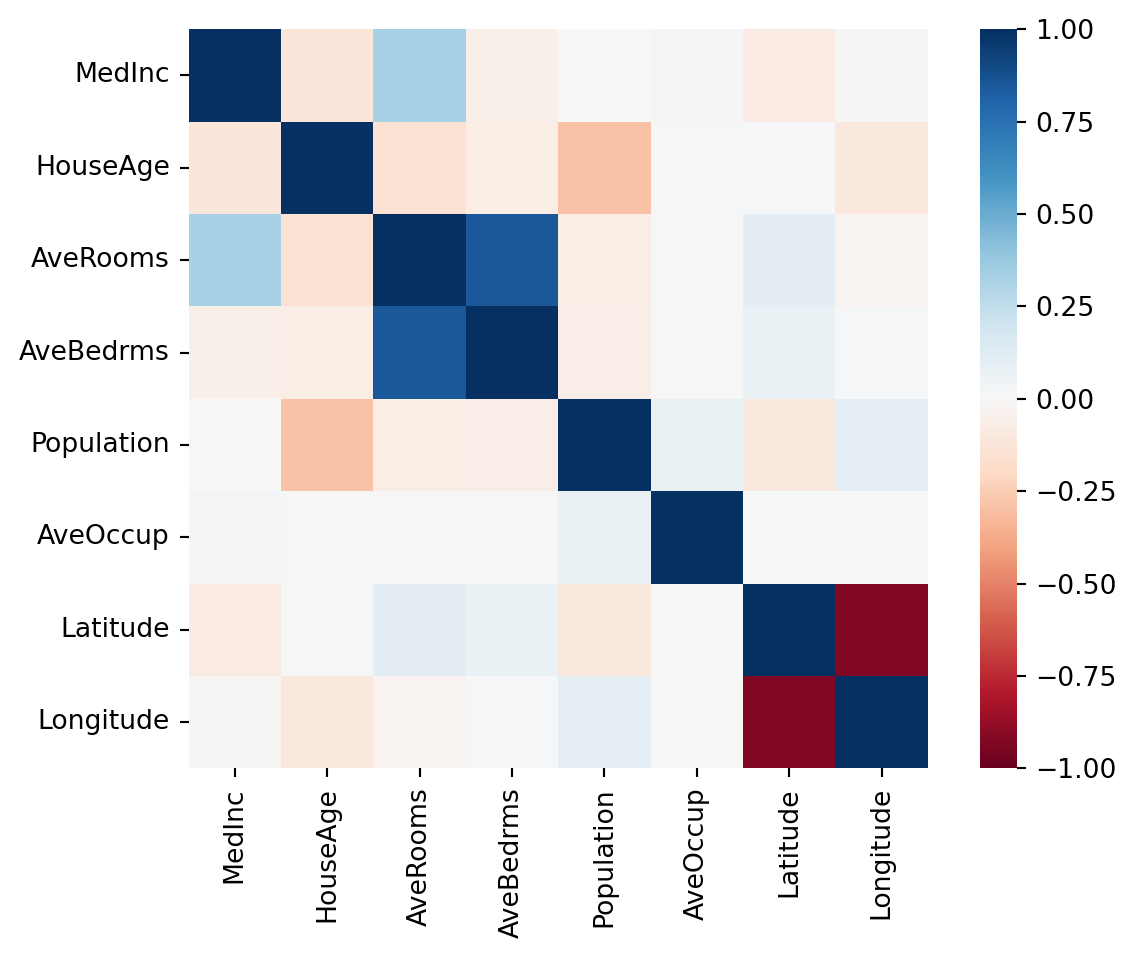 MedInc
HouseAge
AveRooms
AveBedrms
Population
AveOccup
Latitude
Longitude
MedInc
HouseAge
AveRooms
AveBedrms
Population
AveOccup
Latitude
Longitude
1.00
0.75
0.50
0.25
0.00
−0.25
−0.50
−0.75
−1.00